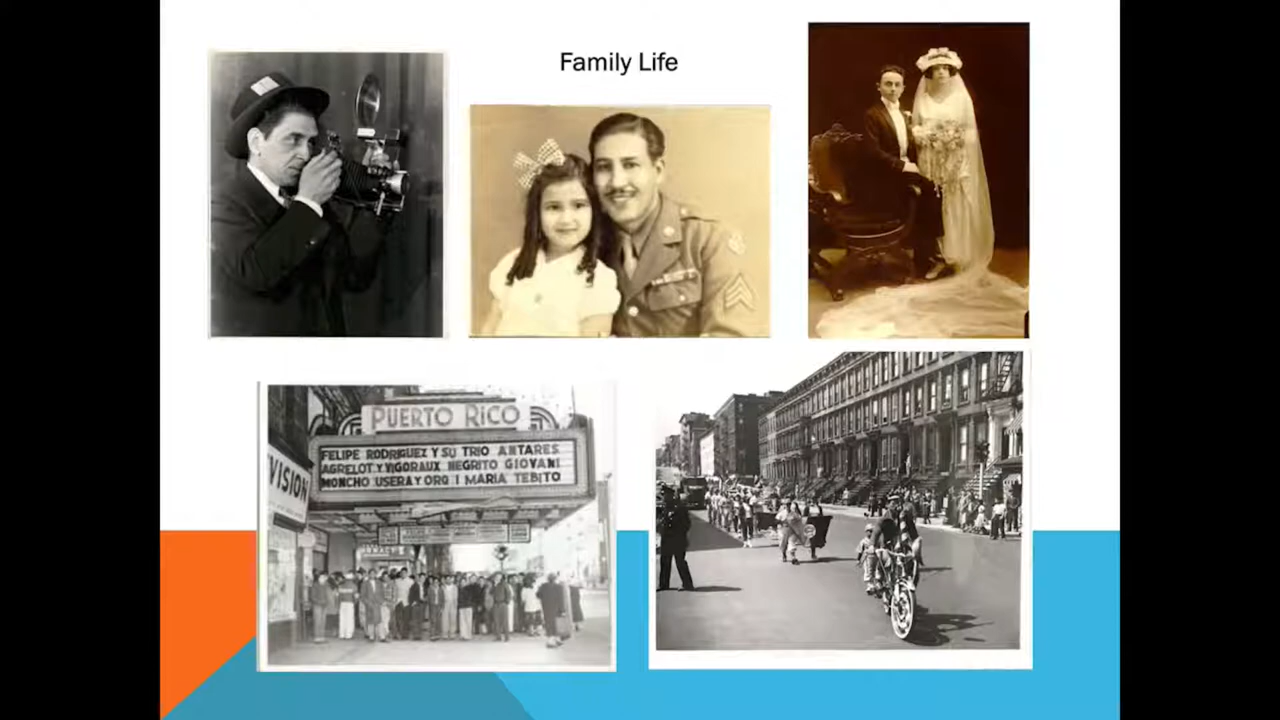 Family Life
PUERTO RICO
FELIPE RODRIGUEZ Y SU TRIO ANTARES
AGRELOT Y VIGORAUX NEGRITO GIOVANI
MONCHO USERA Y ORQ I MARIA TEBITO
VISION